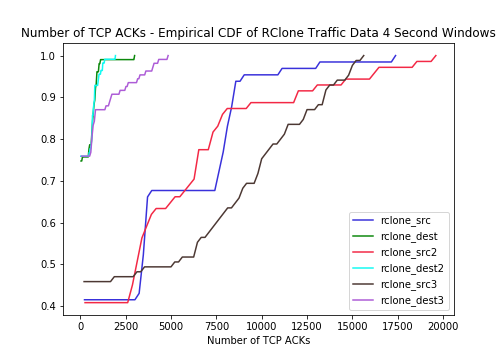 Number of TCP ACKs - Empirical CDF of RClone Traffic Data 4 Second Windows
1.0
0.9
0.8
0.7
0.6
0.5
0.4
rclone_src
rclone_dest
rclone_src2
rclone_dest2
rclone_src3
rclone_dest3
0 2500 5000 7500 10000 12500 15000 17500 20000
Number of TCP ACKs